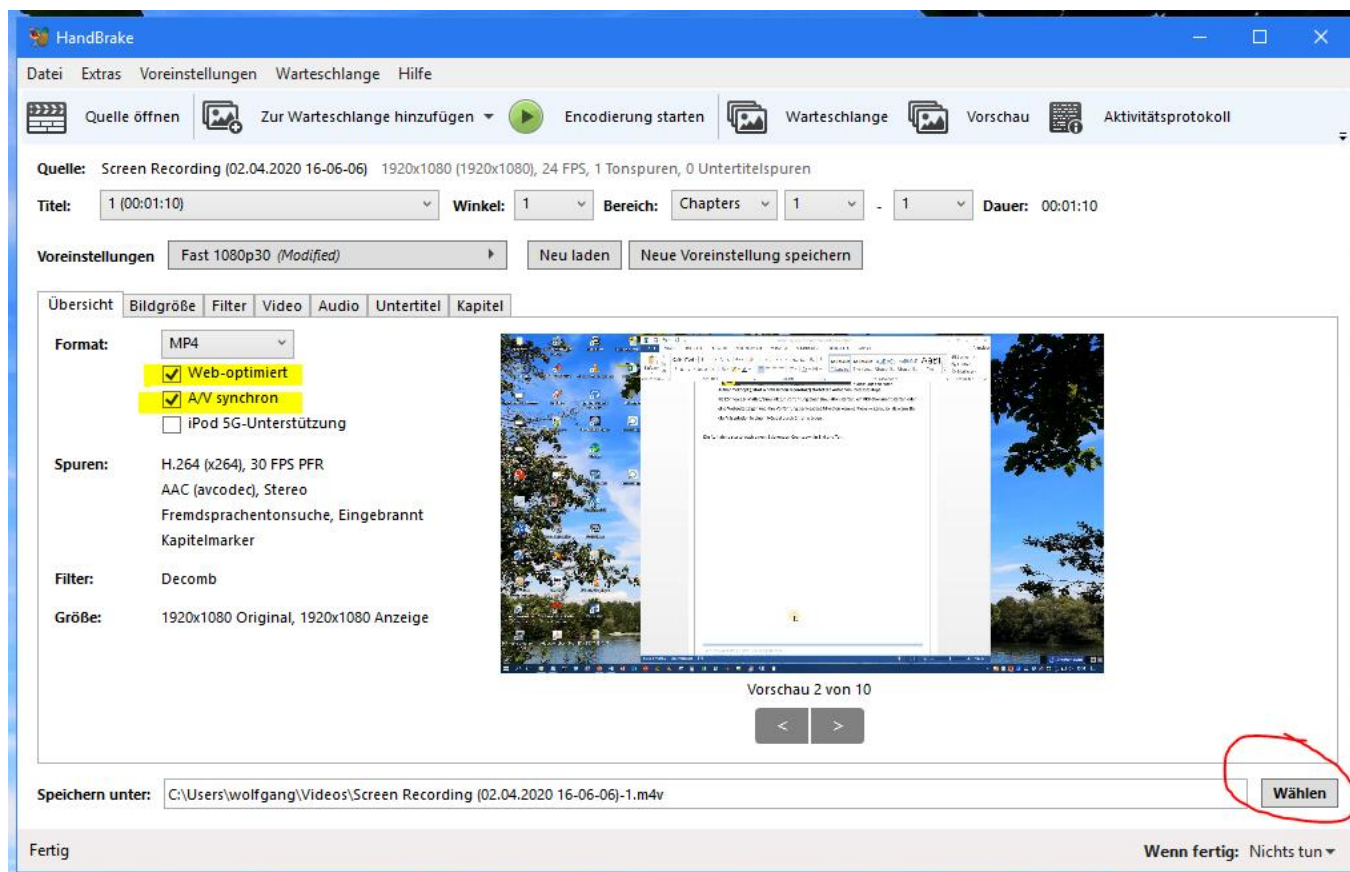 HandBrake
Datei Extras Voreinstellungen Warteschlange Hilfe
Quelle öffnen Zur Warteschlange hinzufügen Encodierung starten Warteschlange Vorschau Aktivitätsprotokoll
Quelle: Screen Recording (02.04.2020 16-06-06) 1920x1080 (1920x1080), 24 FPS, 1 Tonspuren, 0 Untertitelspuren
Titel: 1 (00:01:10) Winkel: 1 Bereich: Chapters 1 - 1 Dauer: 00:01:10
Voreinstellungen Fast 1080p30 (Modified) Neu laden Neue Voreinstellung speichern
Übersicht Bildgröße Filter Video Audio Untertitel Kapitel
Format: MP4
Web-optimiert
A/V synchron
iPod 5G-Unterstützung
Spuren: H.264 (x264), 30 FPS PFR
AAC (avcodec), Stereo
Fremdsprachentonsuche, Eingebrannt
Kapitelmarker
Filter: Decomb
Größe: 1920x1080 Original, 1920x1080 Anzeige
Vorschau 2 von 10
< >
Speichern unter: C:\Users\wolfgang\Videos\Screen Recording (02.04.2020 16-06-06)-1.m4v Wählen
Fertig Wenn fertig: Nichts tun